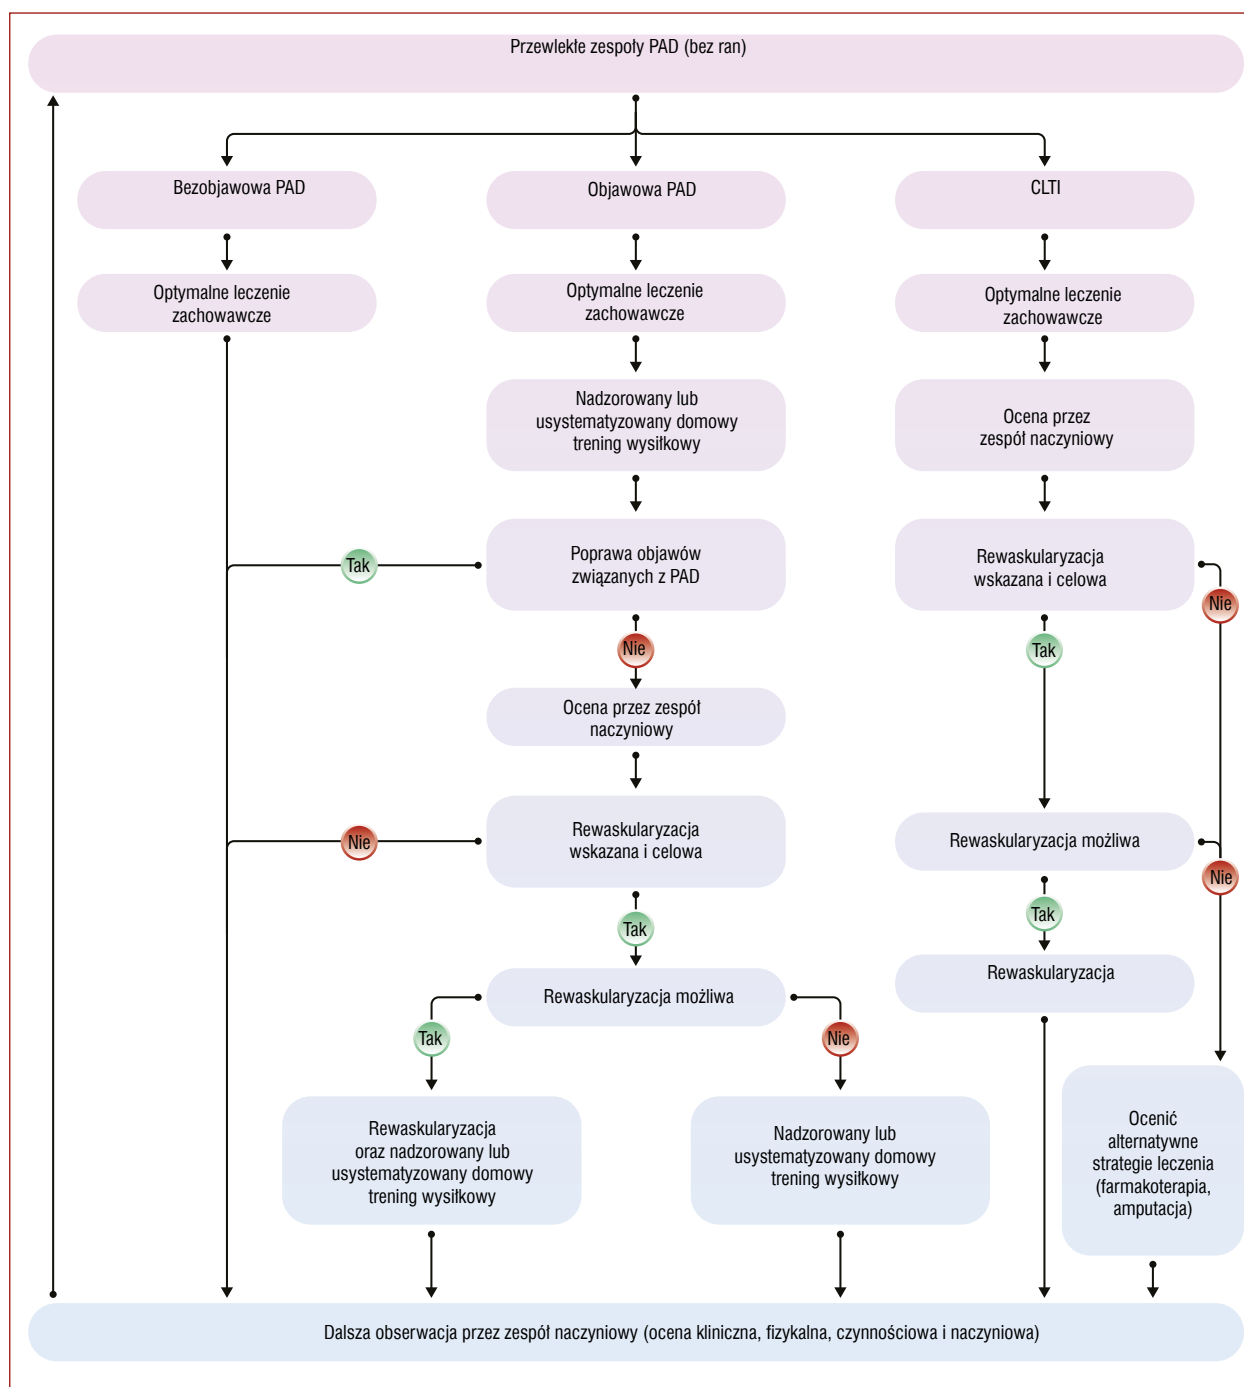 Przewlekłe zespoły PAD (bez ran)
Bezobjawowa PAD
Objawowa PAD
CLTI
Optymalne leczenie
zachowawcze
Optymalne leczenie
zachowawcze
Optymalne leczenie
zachowawcze
Nadzorowany lub
usystematyzowany domowy
trening wysiłkowy
Ocena przez
zespół naczyniowy
Tak
Poprawa objawów
związanych z PAD
Rewaskularyzacja
wskazana i celowa
Nie
Nie
Tak
Ocena przez zespół
naczyniowy
Nie
Rewaskularyzacja
wskazana i celowa
Rewaskularyzacja możliwa
Nie
Tak
Tak
Rewaskularyzacja możliwa
Rewaskularyzacja
Tak
Nie
Rewaskularyzacja
oraz nadzorowany lub
usystematyzowany domowy
trening wysiłkowy
Nadzorowany lub
usystematyzowany domowy
trening wysiłkowy
Ocenić
alternatywne
strategie leczenia
(farmakoterapia,
amputacja)
Dalsza obserwacja przez zespół naczyniowy (ocena kliniczna, fizykalna, czynnościowa i naczyniowa)